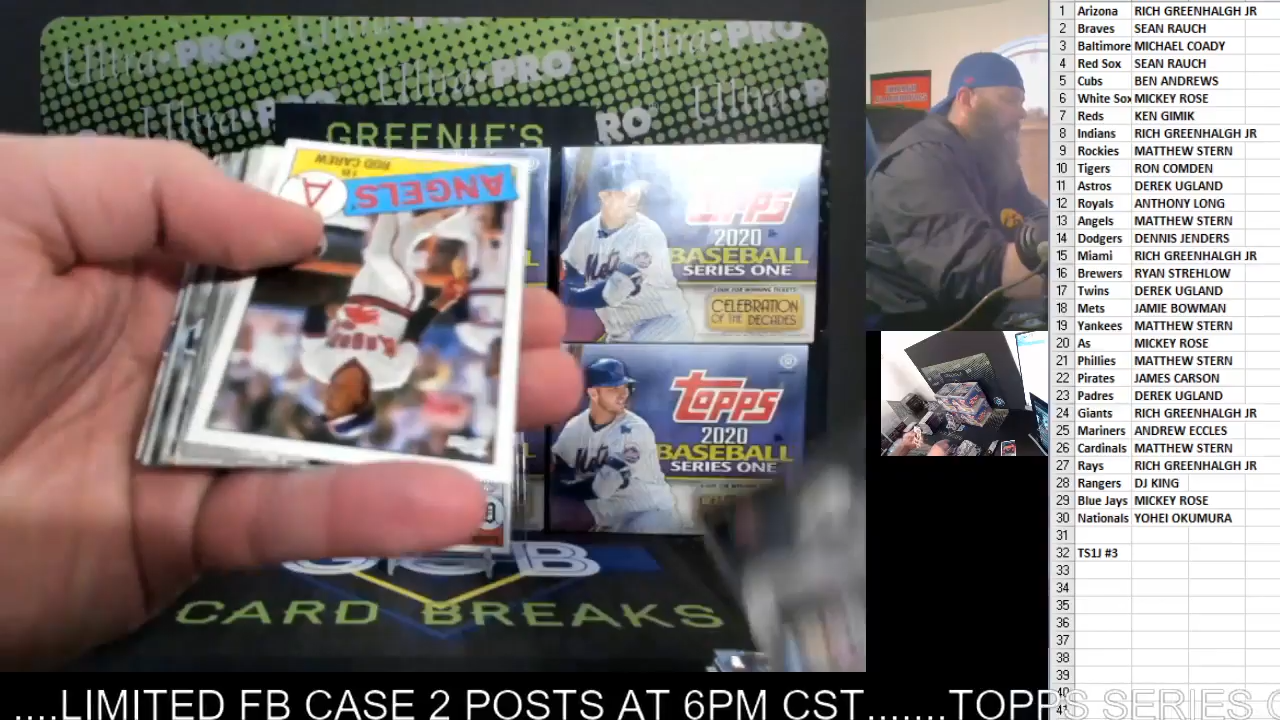 Ultra·PRO
Ultra·PRO
GREENIE'S
ROD CAREW
1B
ANGELS
A
TOPPS
2020
BASEBALL
SERIES ONE
CELEBRATION
OF THE DECADES
topps
2020
BASEBALL
SERIES ONE
CARD BREAKS
1 Arizona RICH GREENHALGH JR
2 Braves SEAN RAUCH
3 Baltimore MICHAEL COADY
4 Red Sox SEAN RAUCH
5 Cubs BEN ANDREWS
6 White Sox MICKEY ROSE
7 Reds KEN GIMIK
8 Indians RICH GREENHALGH JR
9 Rockies MATTHEW STERN
10 Tigers RON COMDEN
11 Astros DEREK UGLAND
12 Royals ANTHONY LONG
13 Angels MATTHEW STERN
14 Dodgers DENNIS JENDERS
15 Miami RICH GREENHALGH JR
16 Brewers RYAN STREHLOW
17 Twins DEREK UGLAND
18 Mets JAMIE BOWMAN
19 Yankees MATTHEW STERN
20 As MICKEY ROSE
21 Phillies MATTHEW STERN
22 Pirates JAMES CARSON
23 Padres DEREK UGLAND
24 Giants RICH GREENHALGH JR
25 Mariners ANDREW ECCLES
26 Cardinals MATTHEW STERN
27 Rays RICH GREENHALGH JR
28 Rangers DJ KING
29 Blue Jays MICKEY ROSE
30 Nationals YOHEI OKUMURA
31
32 TS1J #3
33
34
35
36
37
38
39
40
41
....LIMITED FB CASE 2 POSTS AT 6PM CST.......TOPPS SERIES